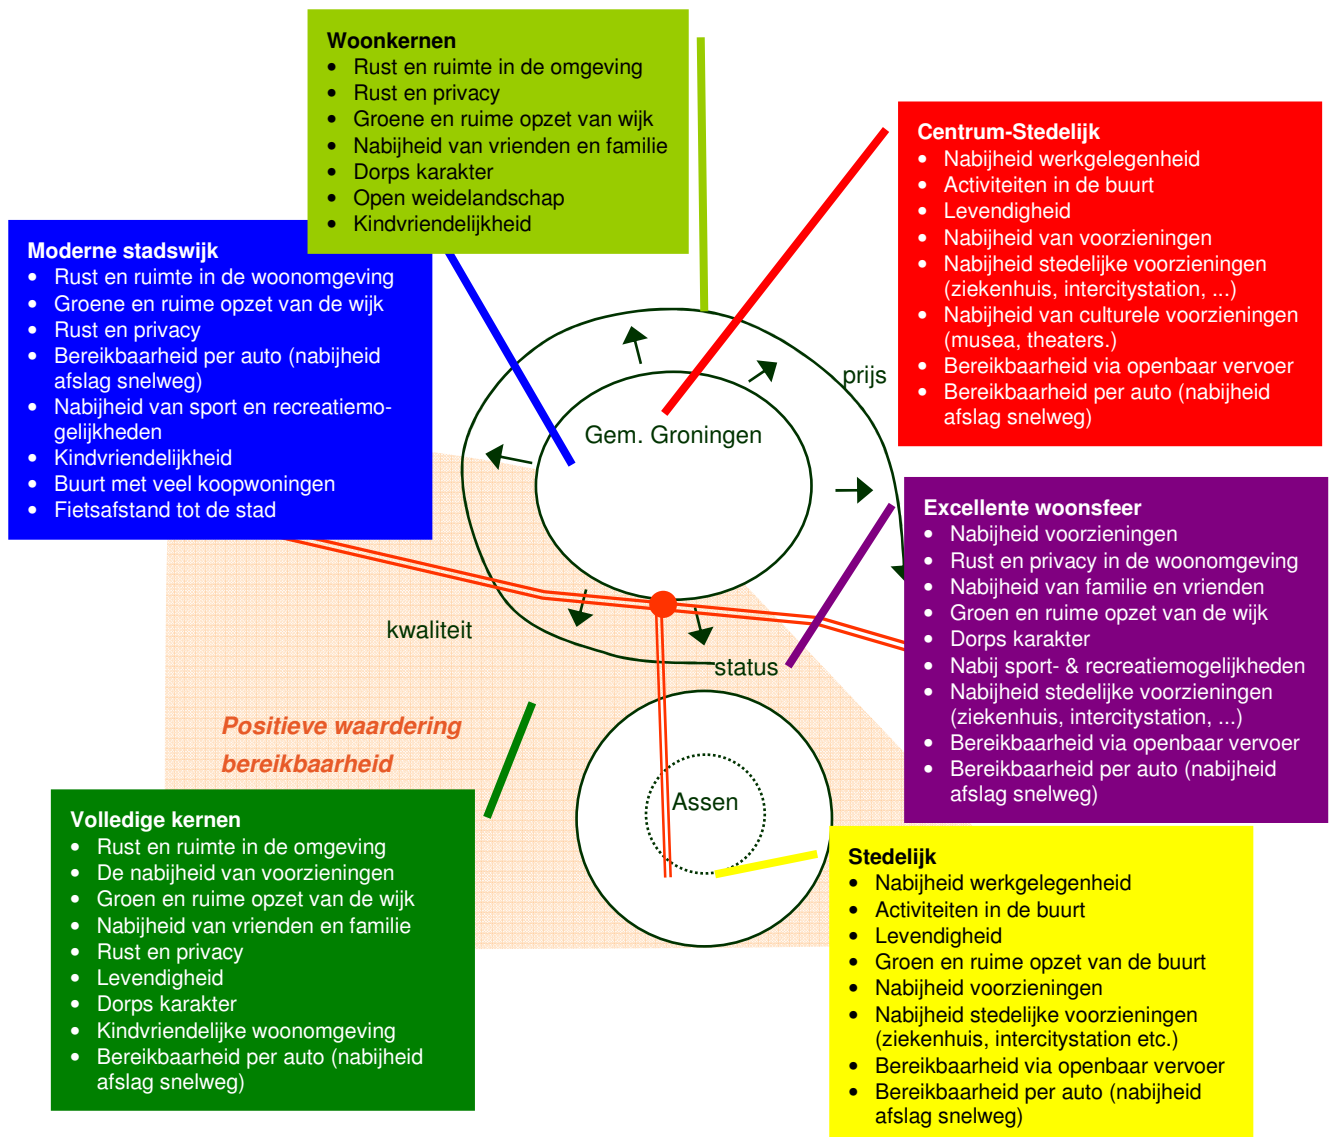 Woonkernen
• Rust en ruimte in de omgeving
• Rust en privacy
• Groene en ruime opzet van wijk
• Nabijheid van vrienden en familie
• Dorps karakter
• Open weidelandschap
• Kindvriendelijkheid
Centrum-Stedelijk
• Nabijheid werkgelegenheid
• Activiteiten in de buurt
• Levendigheid
• Nabijheid van voorzieningen
• Nabijheid stedelijke voorzieningen
(ziekenhuis, intercitystation, ...)
• Nabijheid van culturele voorzieningen
(musea, theaters.)
• Bereikbaarheid via openbaar vervoer
• Bereikbaarheid per auto (nabijheid
afslag snelweg)
Moderne stadswijk
• Rust en ruimte in de woonomgeving
• Groene en ruime opzet van de wijk
• Rust en privacy
• Bereikbaarheid per auto (nabijheid
afslag snelweg)
• Nabijheid van sport en recreatiemo-
gelijkheden
• Kindvriendelijkheid
• Buurt met veel koopwoningen
• Fietsafstand tot de stad
prijs
Gem. Groningen
kwaliteit
status
Excellente woonsfeer
• Nabijheid voorzieningen
• Rust en privacy in de woonomgeving
• Nabijheid van familie en vrienden
• Groen en ruime opzet van de wijk
• Dorps karakter
• Nabij sport- & recreatiemogelijkheden
• Nabijheid stedelijke voorzieningen
(ziekenhuis, intercitystation, ...)
• Bereikbaarheid via openbaar vervoer
• Bereikbaarheid per auto (nabijheid
afslag snelweg)
Positieve waardering
bereikbaarheid
Assen
Volledige kernen
• Rust en ruimte in de omgeving
• De nabijheid van voorzieningen
• Groen en ruime opzet van de wijk
• Nabijheid van vrienden en familie
• Rust en privacy
• Levendigheid
• Dorps karakter
• Kindvriendelijke woonomgeving
• Bereikbaarheid per auto (nabijheid
afslag snelweg)
Stedelijk
• Nabijheid werkgelegenheid
• Activiteiten in de buurt
• Levendigheid
• Groen en ruime opzet van de buurt
• Nabijheid voorzieningen
• Nabijheid stedelijke voorzieningen
(ziekenhuis, intercitystation etc.)
• Bereikbaarheid via openbaar vervoer
• Bereikbaarheid per auto (nabijheid
afslag snelweg)